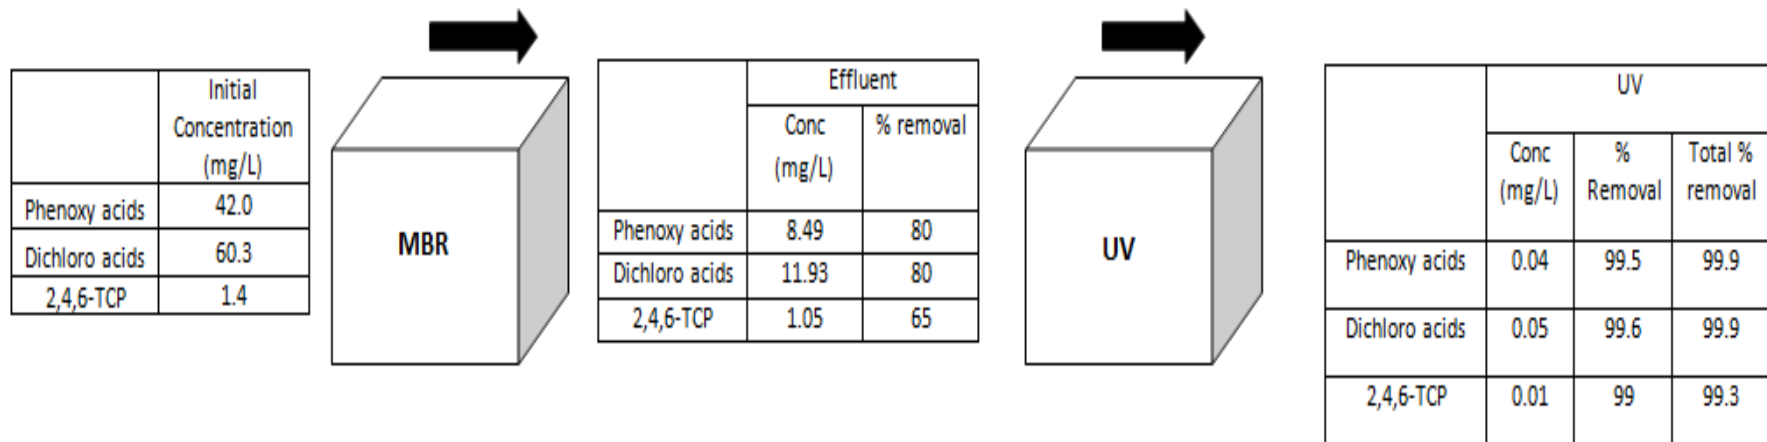 Initial
Concentration
(mg/L)
Phenoxy acids 42.0
Dichloro acids 60.3
2,4,6-TCP 1.4
MBR
Effluent
Conc % removal
(mg/L)
Phenoxy acids 8.49 80
Dichloro acids 11.93 80
2,4,6-TCP 1.05 65
UV
UV
Conc % Total %
(mg/L) Removal removal
Phenoxy acids 0.04 99.5 99.9
Dichloro acids 0.05 99.6 99.9
2,4,6-TCP 0.01 99 99.3